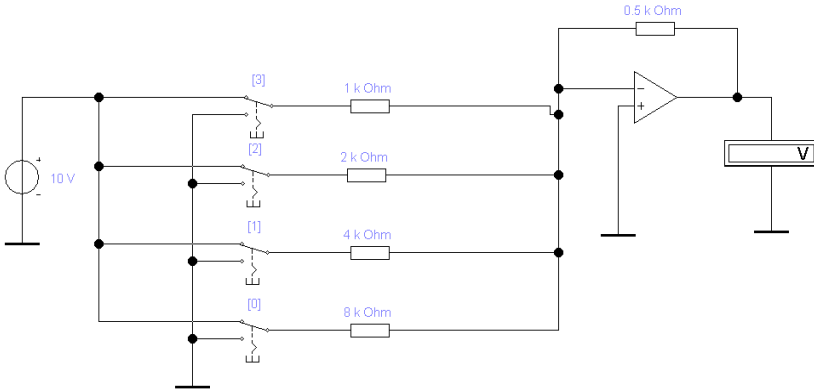 0.5 k Ohm
[3]
1 k Ohm
-
+
[2]
2 k Ohm
V
+
10 V
-
[1]
4 k Ohm
[0]
8 k Ohm